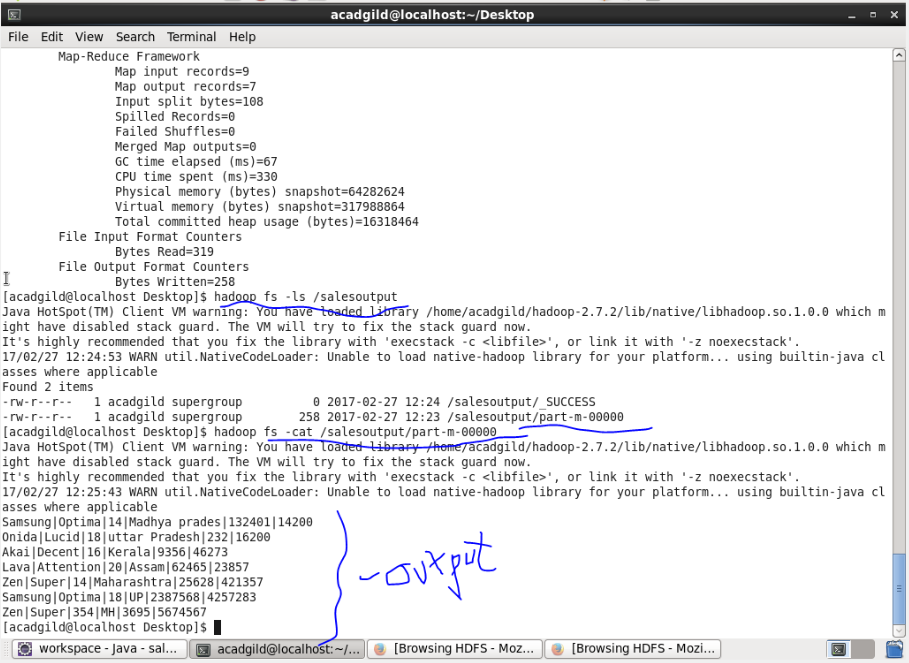 acadgild@localhost:~/Desktop
File Edit View Search Terminal Help
Map-Reduce Framework
Map input records=9
Map output records=7
Input split bytes=108
Spilled Records=0
Failed Shuffles=0
Merged Map outputs=0
GC time elapsed (ms)=67
CPU time spent (ms)=330
Physical memory (bytes) snapshot=64282624
Virtual memory (bytes) snapshot=317988864
Total committed heap usage (bytes)=16318464
File Input Format Counters
Bytes Read=319
File Output Format Counters
Bytes Written=258
[acadgild@localhost Desktop]$ hadoop fs -ls /salesoutput
Java HotSpot(TM) Client VM warning: You have loaded library /home/acadgild/hadoop-2.7.2/lib/native/libhadoop.so.1.0.0 which m
ight have disabled stack guard. The VM will try to fix the stack guard now.
It's highly recommended that you fix the library with 'execstack -c <libfile>', or link it with '-z noexecstack'.
17/02/27 12:24:53 WARN util.NativeCodeLoader: Unable to load native-hadoop library for your platform... using builtin-java cl
asses where applicable
Found 2 items
-rw-r--r-- 1 acadgild supergroup 0 2017-02-27 12:24 /salesoutput/_SUCCESS
-rw-r--r-- 1 acadgild supergroup 258 2017-02-27 12:23 /salesoutput/part-m-00000
[acadgild@localhost Desktop]$ hadoop fs -cat /salesoutput/part-m-00000
Java HotSpot(TM) Client VM warning: You have loaded library /home/acadgild/hadoop-2.7.2/lib/native/libhadoop.so.1.0.0 which m
ight have disabled stack guard. The VM will try to fix the stack guard now.
It's highly recommended that you fix the library with 'execstack -c <libfile>', or link it with '-z noexecstack'.
17/02/27 12:25:43 WARN util.NativeCodeLoader: Unable to load native-hadoop library for your platform... using builtin-java cl
asses where applicable
Samsung|Optima|14|Madhya prades|132401|14200
Onida|Lucid|18|uttar Pradesh|232|16200
Akai|Decent|16|Kerala|9356|46273
Lava|Attention|20|Assam|62465|23857
Zen|Super|14|Maharashtra|25628|421357
Samsung|Optima|18|UP|2387568|4257283
Zen|Super|354|MH|3695|5674567
- output
[acadgild@localhost Desktop]$
workspace - Java - sal... acadgild@localhost:~/... [Browsing HDFS - Moz... [Browsing HDFS - Mozi...